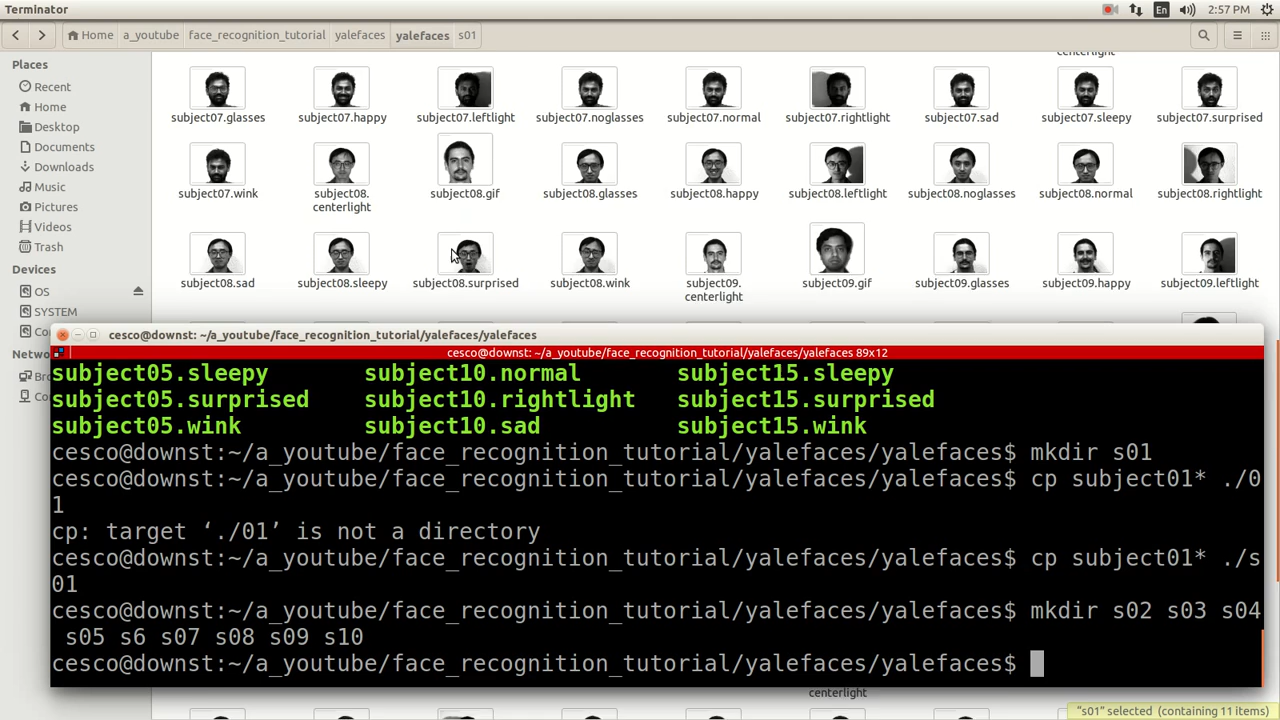 Terminator
En
2:57 PM
Home
a_youtube
face_recognition_tutorial
yalefaces
yalefaces
s01
Places
Recent
Home
Desktop
Documents
Downloads
Music
Pictures
Videos
Trash
Devices
OS
SYSTEM
Co
Netw
Br
Co
centerlight
subject07.glasses
subject07.happy
subject07.leftlight
subject07.noglasses
subject07.normal
subject07.rightlight
subject07.sad
subject07.sleepy
subject07.surprised
subject07.wink
subject08.
centerlight
subject08.gif
subject08.glasses
subject08.happy
subject08.leftlight
subject08.noglasses
subject08.normal
subject08.rightlight
subject08.sad
subject08.sleepy
subject08.surprised
subject08.wink
subject09.
centerlight
subject09.gif
subject09.glasses
subject09.happy
subject09.leftlight
cesco@downst: ~/a_youtube/face_recognition_tutorial/yalefaces/yalefaces
cesco@downst: ~/a_youtube/face_recognition_tutorial/yalefaces/yalefaces 89x12
subject05.sleepy subject10.normal subject15.sleepy
subject05.surprised subject10.rightlight subject15.surprised
subject05.wink subject10.sad subject15.wink
cesco@downst:~/a_youtube/face_recognition_tutorial/yalefaces/yalefaces$ mkdir s01
cesco@downst:~/a_youtube/face_recognition_tutorial/yalefaces/yalefaces$ cp subject01* ./0
1
cp: target ‘./01’ is not a directory
cesco@downst:~/a_youtube/face_recognition_tutorial/yalefaces/yalefaces$ cp subject01* ./s
01
cesco@downst:~/a_youtube/face_recognition_tutorial/yalefaces/yalefaces$ mkdir s02 s03 s04
s05 s6 s07 s08 s09 s10
cesco@downst:~/a_youtube/face_recognition_tutorial/yalefaces/yalefaces$
centerlight
"s01" selected (containing 11 items)